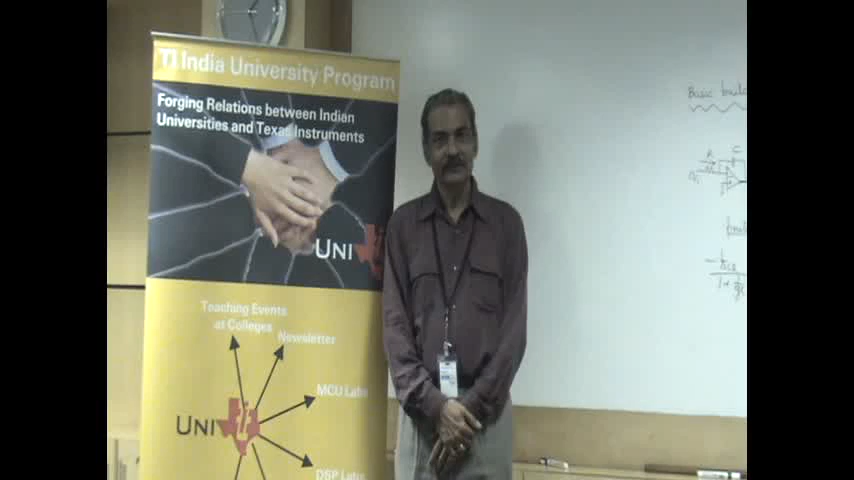 TI India University Program
Forging Relations between Indian
Universities and Texas Instruments
UNI
Teaching Events
at Colleges
Newsletter
MCU Labs
UNI
DSP Labs
Basic build
R
C